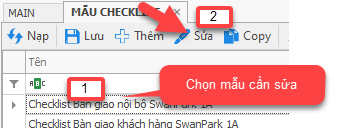 MAIN MẪU CHECKLIST 2
Nạp Lưu Thêm Sửa Copy
Tên
ABC
1 Chọn mẫu cần sửa
Checklist Bàn giao nội bộ SwanPark 1A
Checklist Bàn giao khách hàng SwanPark 1A